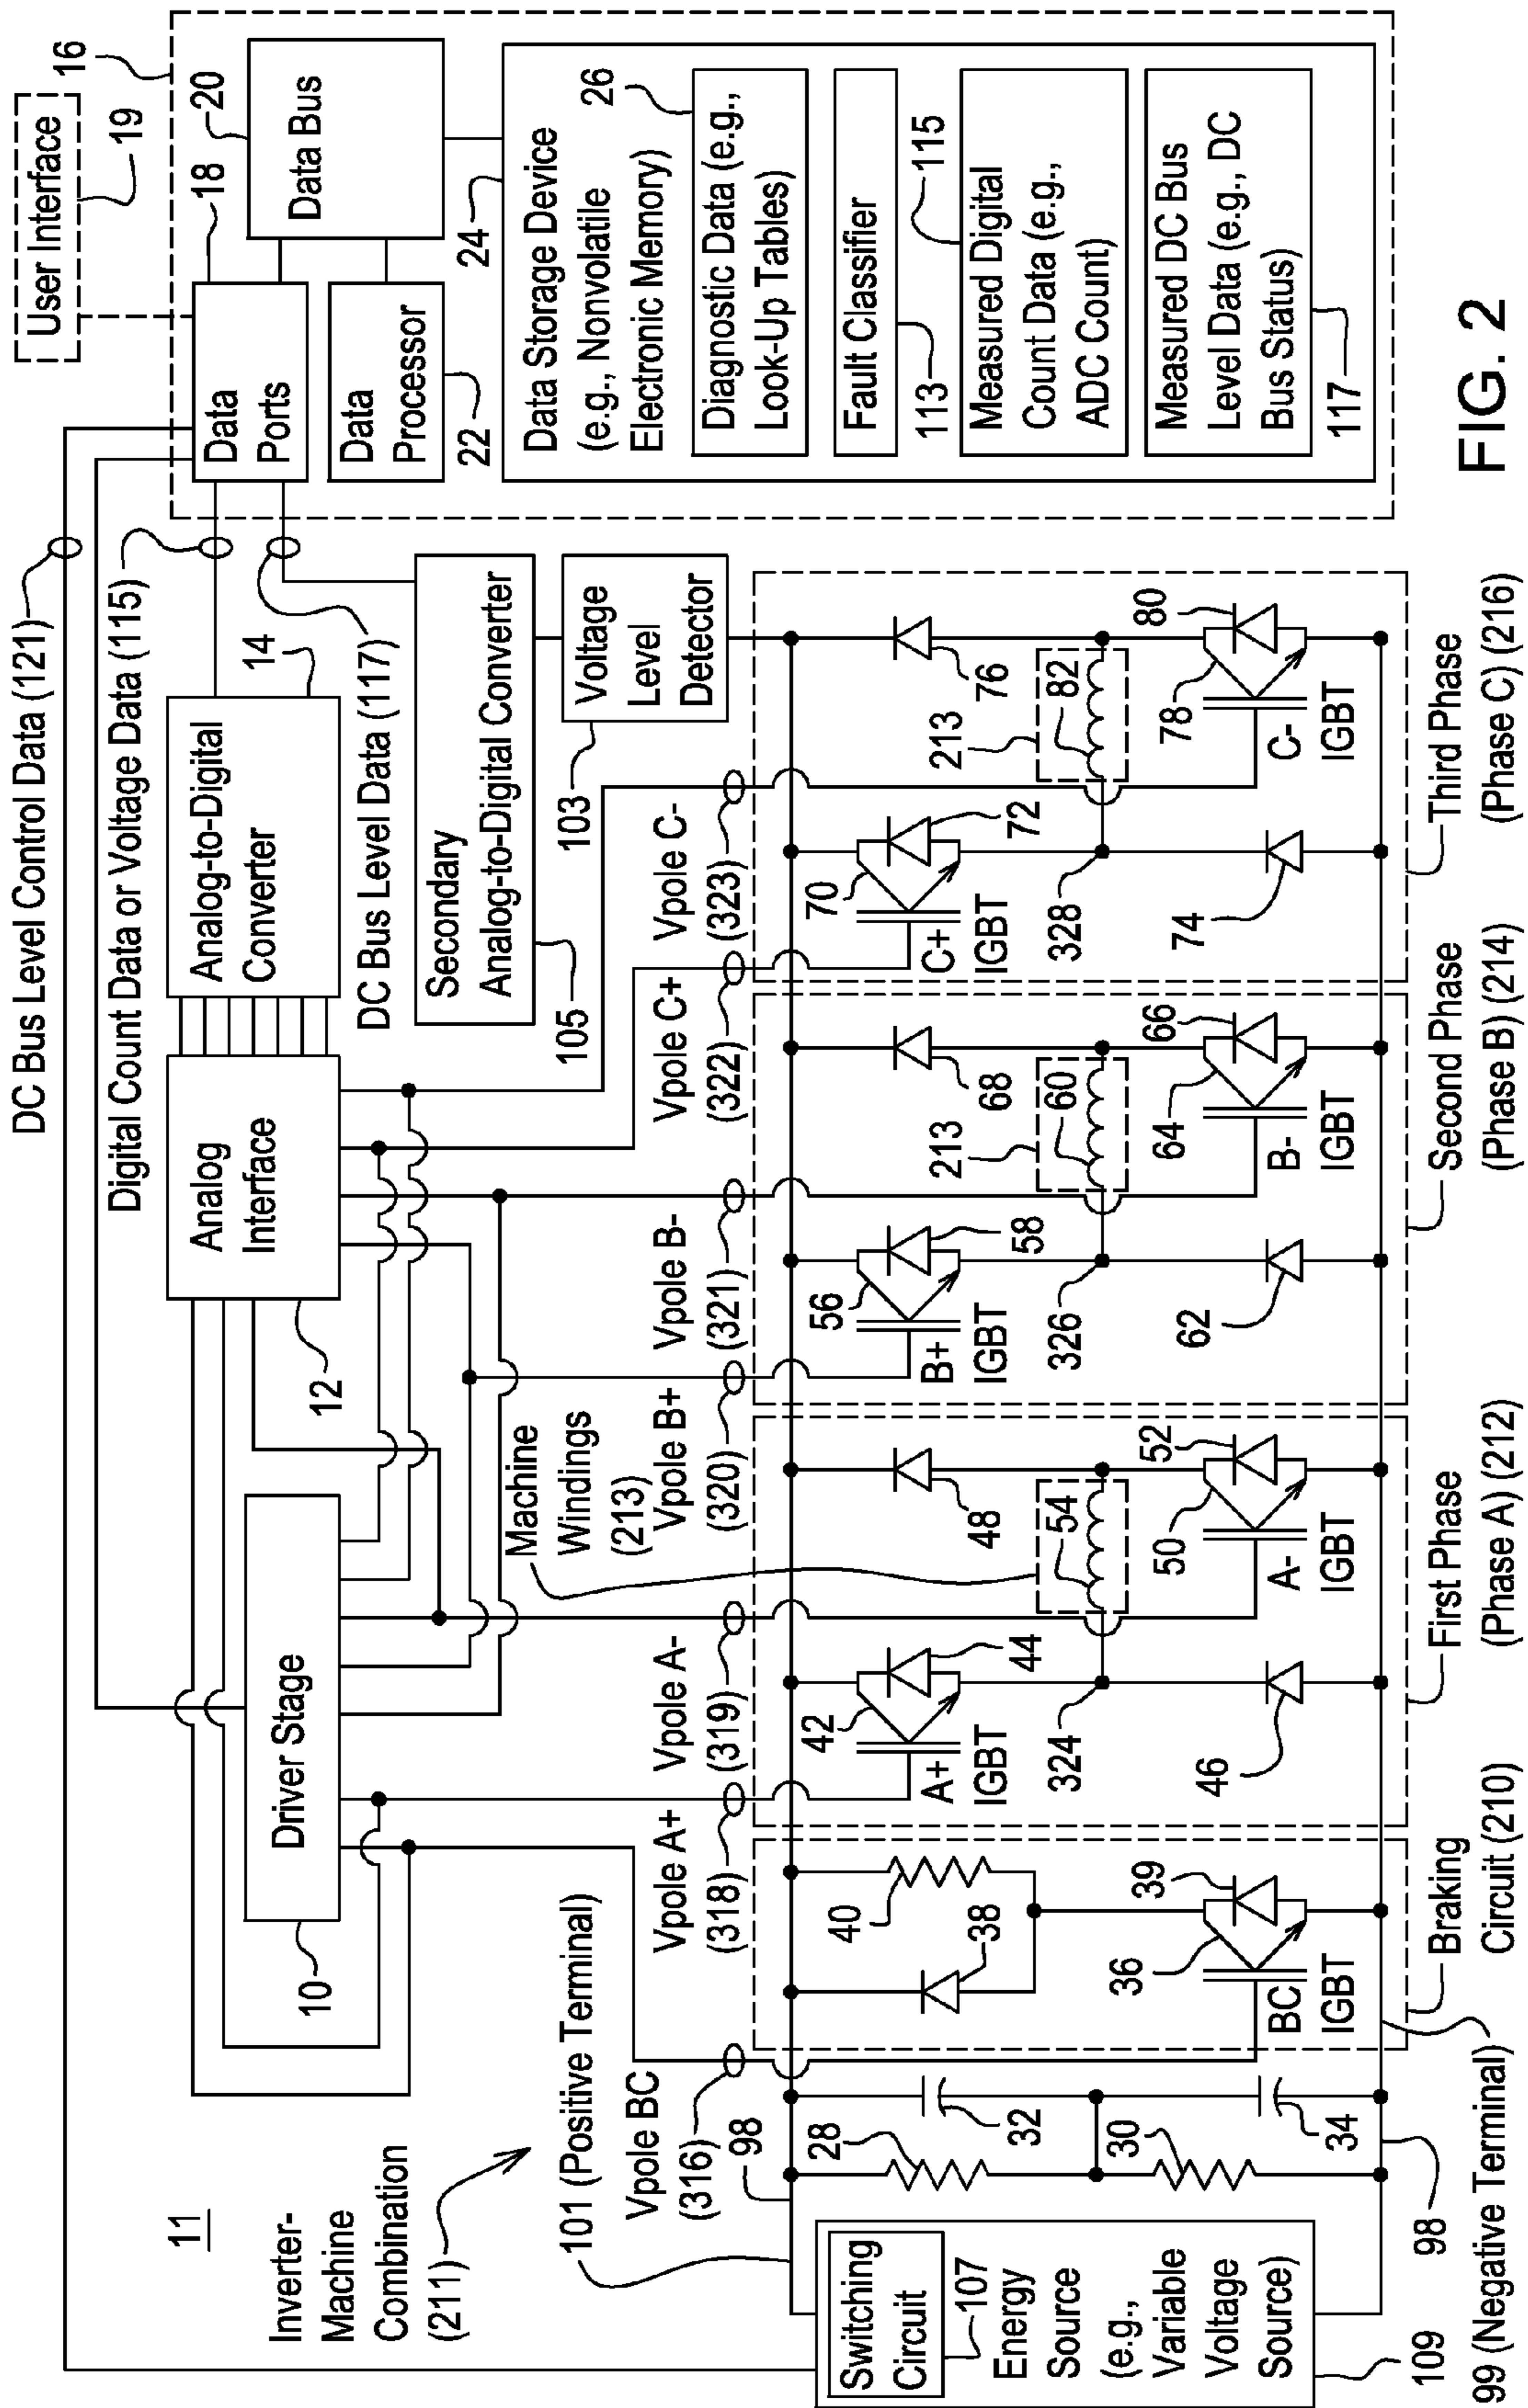 DC Bus Level Control Data (121)
Digital Count Data or Voltage Data (115)
User Interface
19
16
11
Inverter-
Machine
Combination
(211)
10
Driver Stage
12
Analog
Interface
Analog-to-Digital
Converter
14
DC Bus Level Data (117)
Secondary
Analog-to-Digital Converter
105
Voltage
Level
Detector
103
Data
Ports
18
Data Bus
20
Data
Processor
22
24
Data Storage Device
(e.g., Nonvolatile
Electronic Memory)
26
Diagnostic Data (e.g.,
Look-Up Tables)
Fault Classifier
113
115
Measured Digital
Count Data (e.g.,
ADC Count)
Measured DC Bus
Level Data (e.g., DC
Bus Status)
117
101 (Positive Terminal)
Vpole BC
(316)
98
Vpole A+
(318)
Vpole A-
(319)
Machine
Windings
(213)
Vpole B+
(320)
Vpole B-
(321)
Vpole C+
(322)
Vpole C-
(323)
Switching
Circuit
107
Energy
Source
(e.g.,
Variable
Voltage
Source)
109
28
32
30
34
98
99 (Negative Terminal)
40
38
36
39
BC
IGBT
Braking
Circuit (210)
42
44
A+
IGBT
324
46
48
54
50
52
A-
IGBT
First Phase
(Phase A) (212)
56
58
B+
IGBT
326
62
68
213
60
64
66
B-
IGBT
Second Phase
(Phase B) (214)
70
72
C+
IGBT
328
74
76
213
82
78
80
C-
IGBT
Third Phase
(Phase C) (216)
FIG. 2